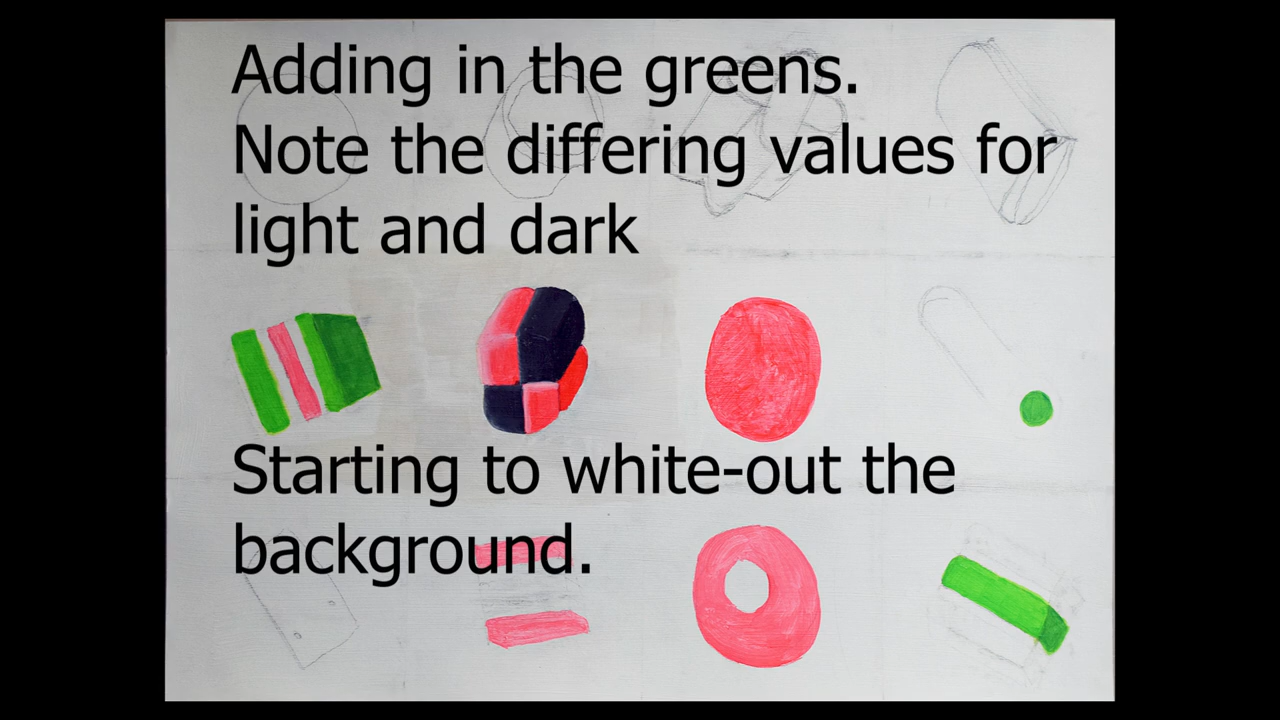 Adding in the greens.
Note the differing values for
light and dark
Starting to white-out the
background.